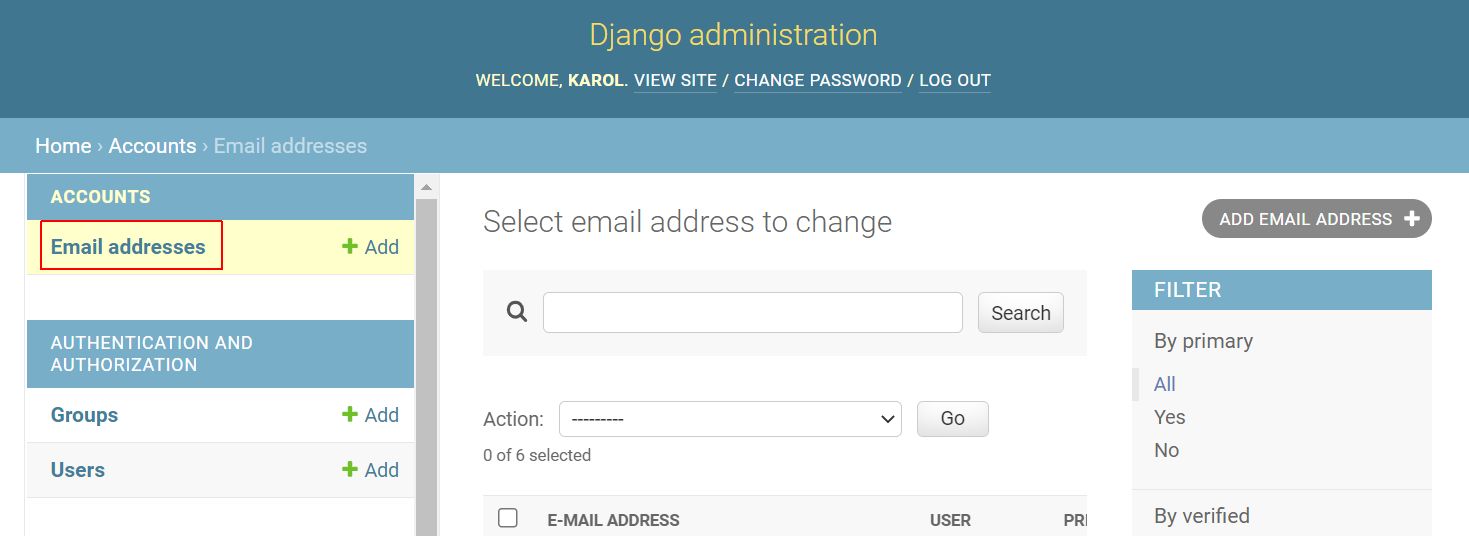 Django administration
WELCOME, KAROL. VIEW SITE / CHANGE PASSWORD / LOG OUT
Home › Accounts › Email addresses
ACCOUNTS
Email addresses
Add
AUTHENTICATION AND
AUTHORIZATION
Groups
Add
Users
Add
Select email address to change
ADD EMAIL ADDRESS
Search
Action: ---------
Go
0 of 6 selected
E-MAIL ADDRESS USER PRI
FILTER
By primary
All
Yes
No
By verified